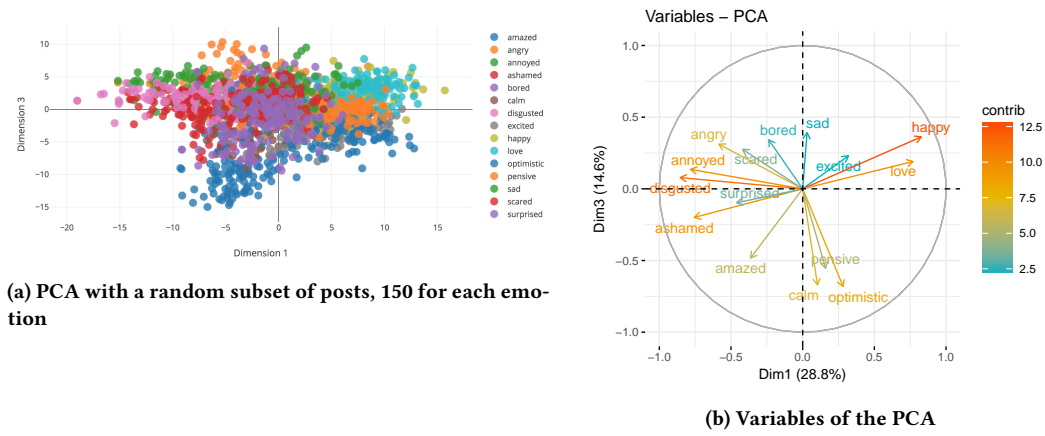 10
5
0
−5
−10
−15
Dimension 3
−20
−15
−10
−5
0
5
10
15
Dimension 1
amazed
angry
annoyed
ashamed
bored
calm
disgusted
excited
happy
love
optimistic
pensive
sad
scared
surprised
(a) PCA with a random subset of posts, 150 for each emo-
tion
Variables − PCA
1.0
0.5
0.0
−0.5
−1.0
Dim3 (14.6%)
angry
bored
sad
happy
annoyed
scared
excited
love
disgusted
surprised
ashamed
amazed
pensive
calm
optimistic
−1.0
−0.5
0.0
0.5
1.0
Dim1 (28.8%)
contrib
12.5
10.0
7.5
5.0
2.5
(b) Variables of the PCA